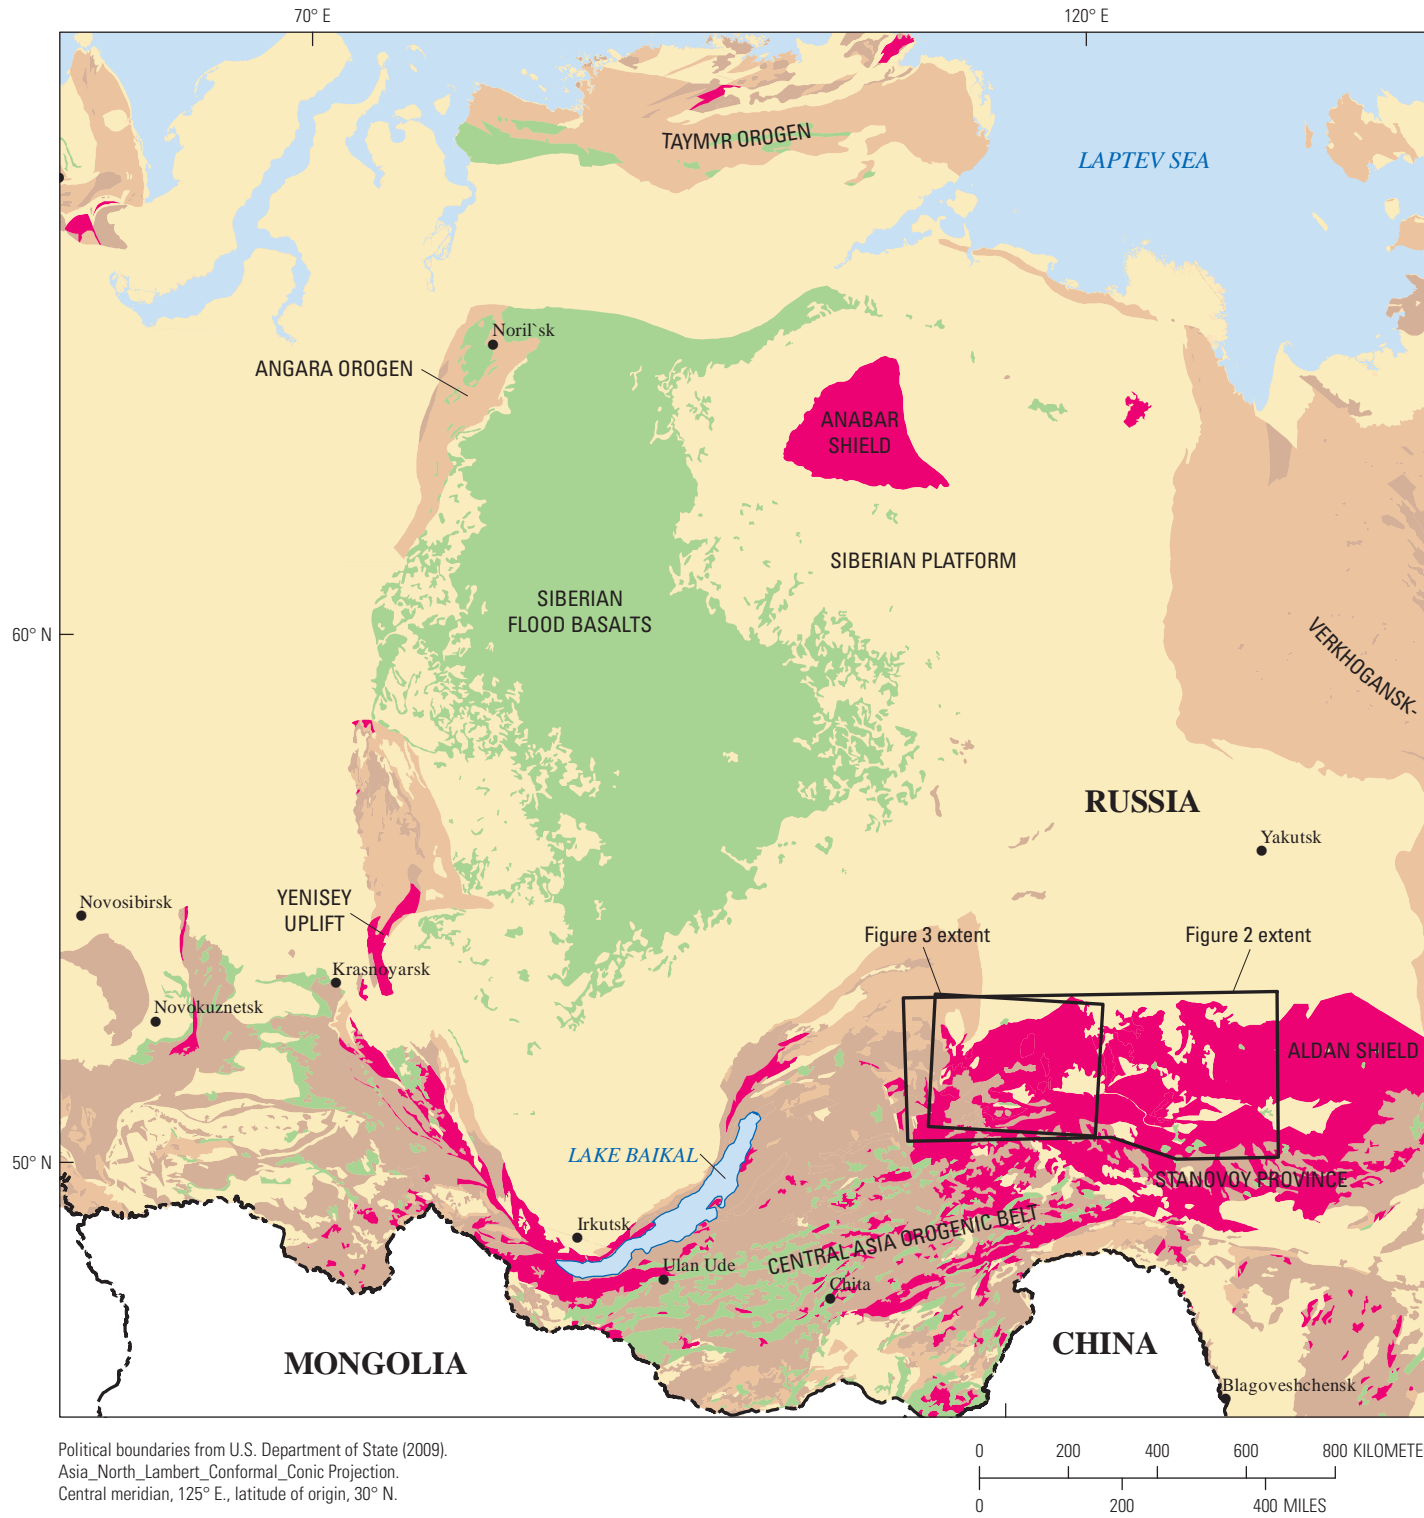 70° E
120° E
TAYMYR OROGEN
LAPTEV SEA
Noril`sk
ANGARA OROGEN
ANABAR
SHIELD
SIBERIAN PLATFORM
SIBERIAN
FLOOD BASALTS
60° N
VERKHOGANSK-
RUSSIA
Yakutsk
YENISEY
UPLIFT
Novosibirsk
Figure 3 extent
Figure 2 extent
Krasnoyarsk
Novokuznetsk
ALDAN SHIELD
50° N
LAKE BAIKAL
STANOVOY PROVINCE
Irkutsk
CENTRAL ASIA OROGENIC BELT
Ulan Ude
Chita
MONGOLIA
CHINA
Blagoveshchensk
Political boundaries from U.S. Department of State (2009).
Asia_North_Lambert_Conformal_Conic Projection.
Central meridian, 125° E., latitude of origin, 30° N.
0 200 400 600 800 KILOMETE
0 200 400 MILES